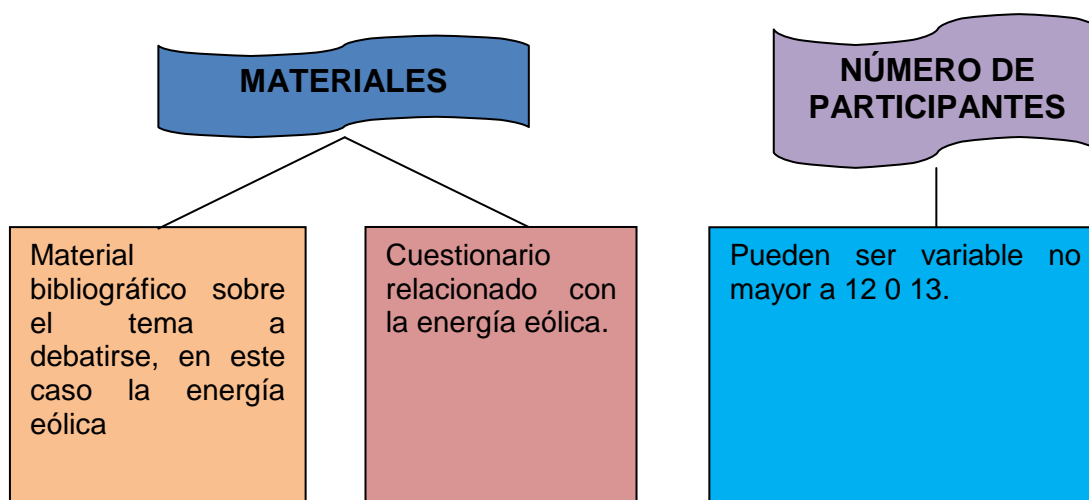 MATERIALES
NÚMERO DE
PARTICIPANTES
Material
bibliográfico sobre
el tema a
debatirse, en este
caso la energía
eólica
Cuestionario
relacionado con
la energía eólica.
Pueden ser variable no
mayor a 12 0 13.